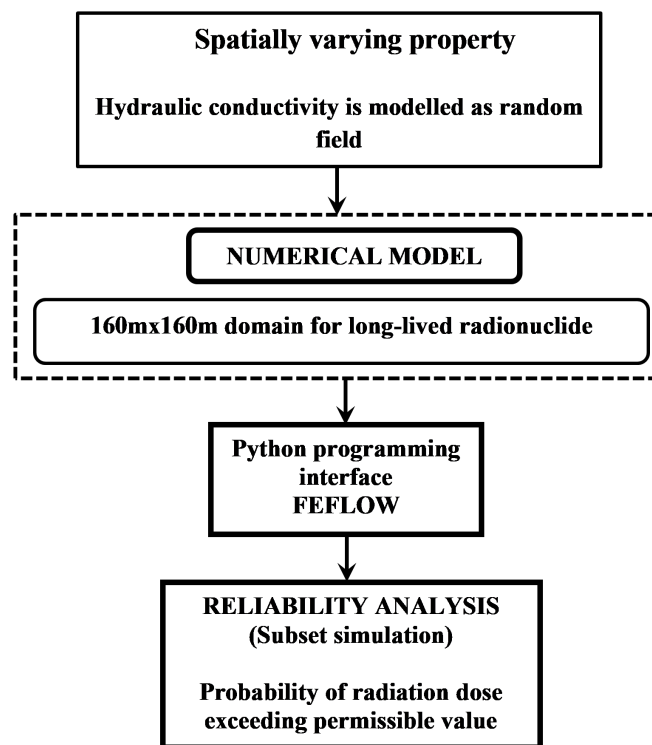 Spatially varying property
Hydraulic conductivity is modelled as random
field
NUMERICAL MODEL
160mx160m domain for long-lived radionuclide
Python programming
interface
FEFLOW
RELIABILITY ANALYSIS
(Subset simulation)
Probability of radiation dose
exceeding permissible value